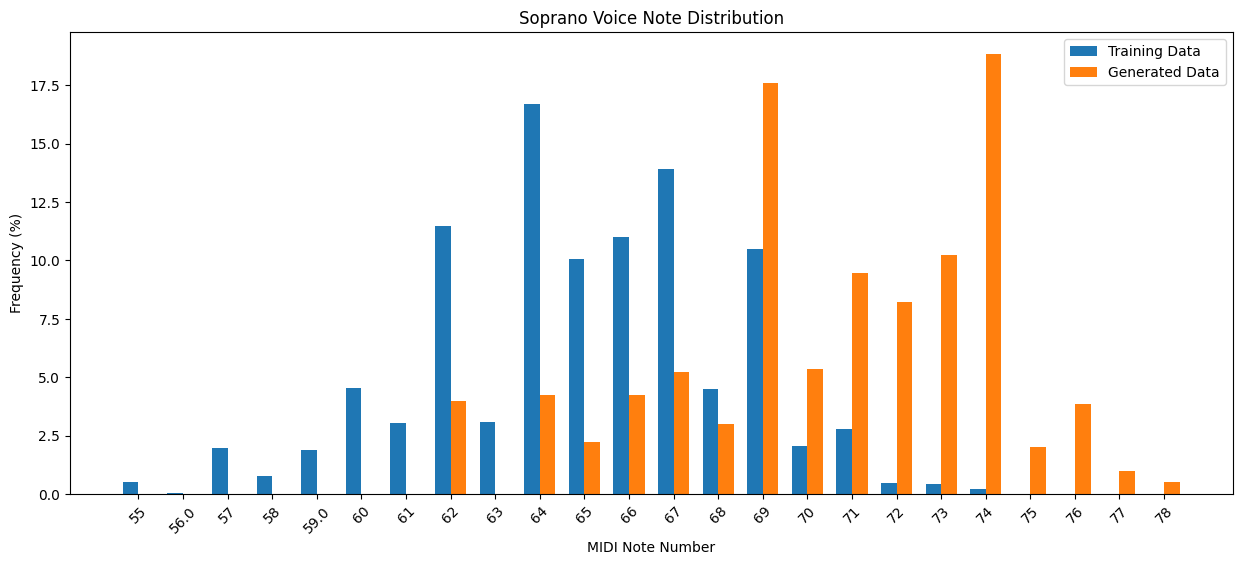 Soprano Voice Note Distribution
Training Data
Generated Data
Frequency (%)
17.5
15.0
12.5
10.0
7.5
5.0
2.5
0.0
55 56.0 57 58 59.0 60 61 62 63 64 65 66 67 68 69 70 71 72 73 74 75 76 77 78
MIDI Note Number